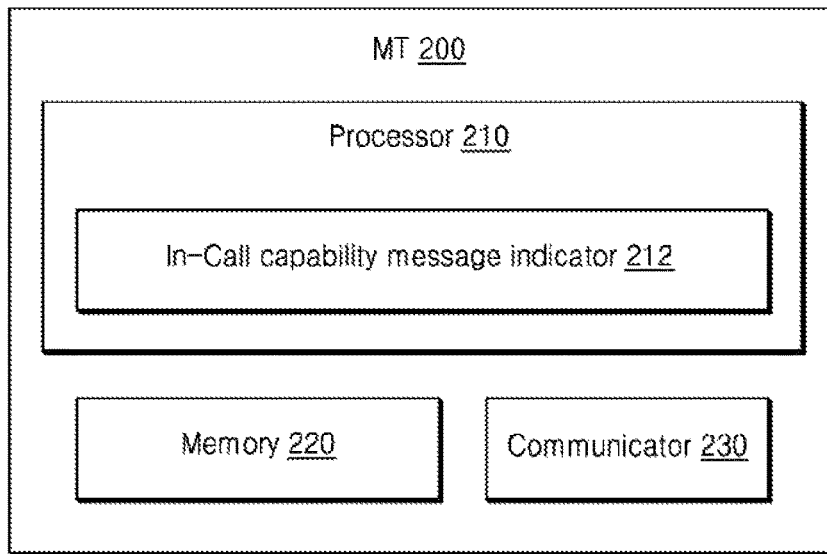 MT 200
Processor 210
In-Call capability message indicator 212
Memory 220
Communicator 230